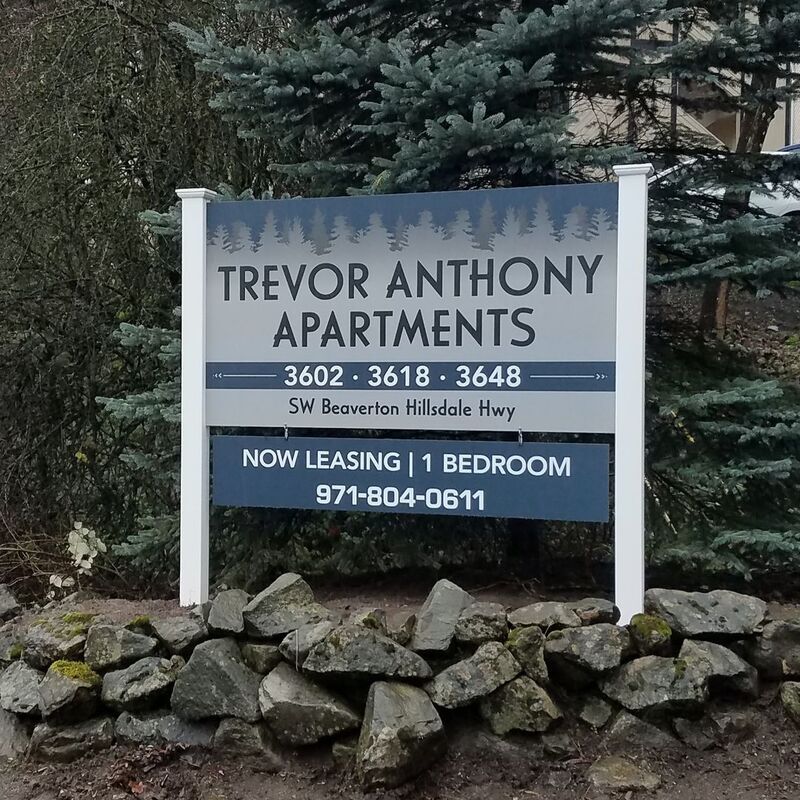 TREVOR ANTHONY
APARTMENTS
3602 · 3618 · 3648
SW Beaverton Hillsdale Hwy
NOW LEASING | 1 BEDROOM
971-804-0611